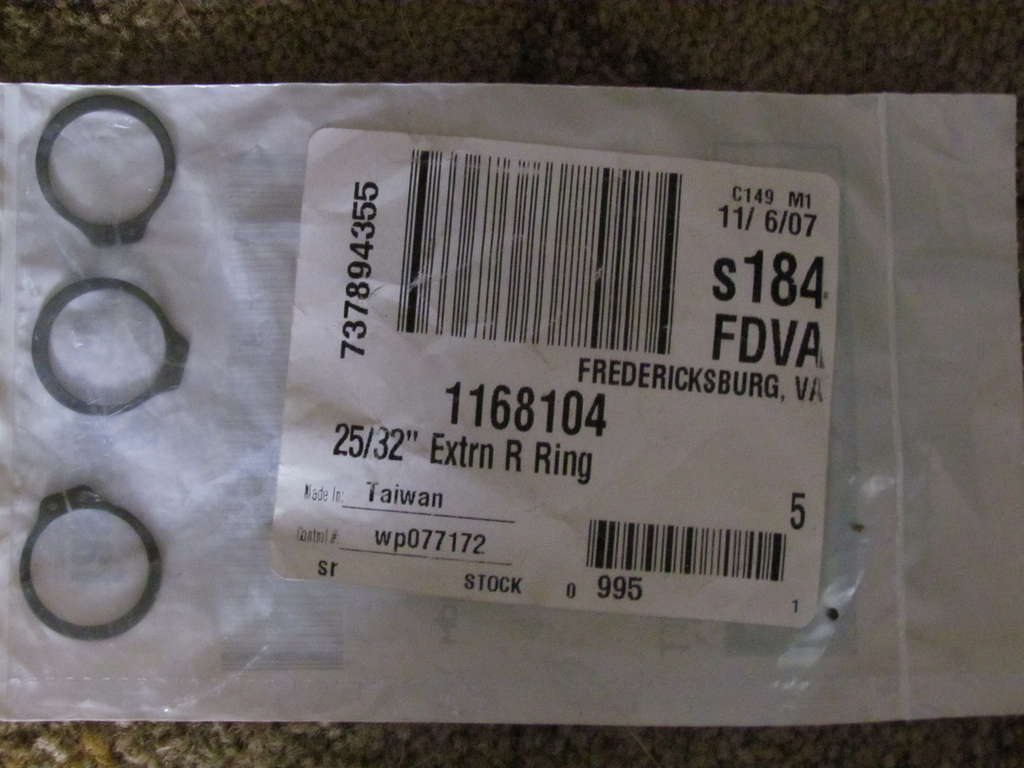 737894355
C149 M1
11/ 6/07
s184
FDVA
FREDERICKSBURG, VA
1168104
25/32" Extrn R Ring
Made In: Taiwan
5
Control #: wp077172
sr
STOCK
0 995
1